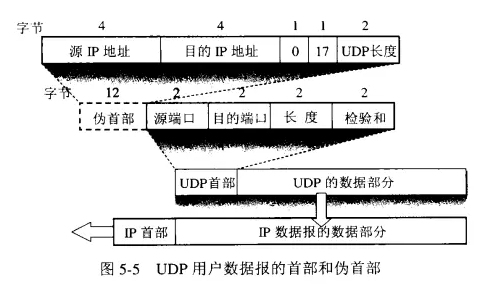 字节 4 4 1 1 2
源 IP 地址 目的 IP 地址 0 17 UDP长度
字节 12 2 2 2 2
伪首部 源端口 目的端口 长 度 检验和
UDP首部 UDP 的数据部分
IP 首部 IP 数据报的数据部分
图 5-5 UDP 用户数据报的首部和伪首部